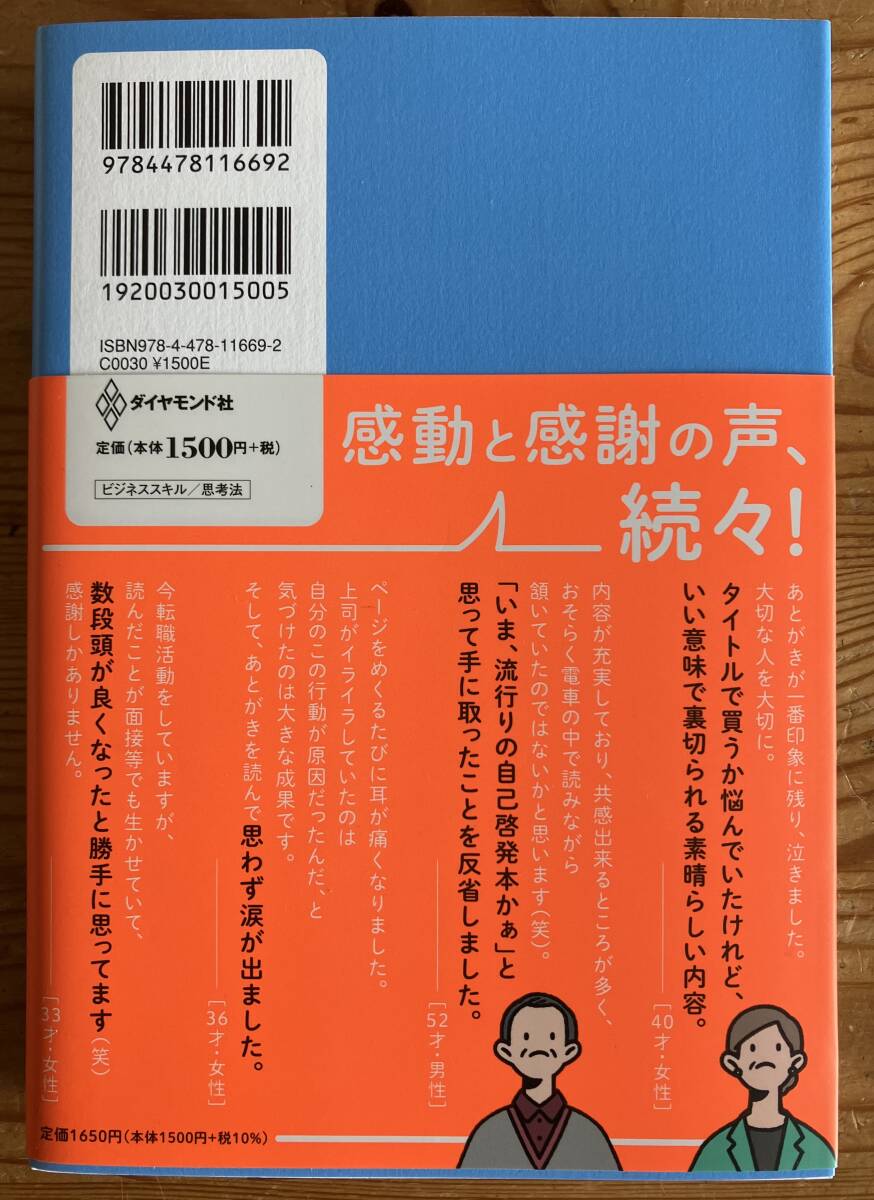 9784478116692
1920030015005
ISBN978-4-478-11669-2
C0030 ¥1500E
ダイヤモンド社
定価(本体1500円+税)
ビジネススキル/思考法
感動と感謝の声、
続々!
あとがきが一番印象に残り、泣きました。
大切な人を大切に。
タイトルで買うか悩んでいたけれど、
いい意味で裏切られる素晴らしい内容。
[40才・女性]
内容が充実しており、共感出来るところが多く、
おそらく電車の中で読みながら
頷いていたのではないかと思います(笑)。
「いま、流行りの自己啓発本かぁ」と
思って手に取ったことを反省しました。
[52才・男性]
ページをめくるたびに耳が痛くなりました。
上司がイライラしていたのは
自分のこの行動が原因だったんだ、と
気づけたのは大きな成果です。
そして、あとがきを読んで思わず涙が出ました。
[36才・女性]
今転職活動をしていますが、
読んだことが面接等でも生かせていて、
数段頭が良くなったと勝手に思ってます(笑)
感謝しかありません。
[33才・女性]
定価1650円(本体1500円+税10%)